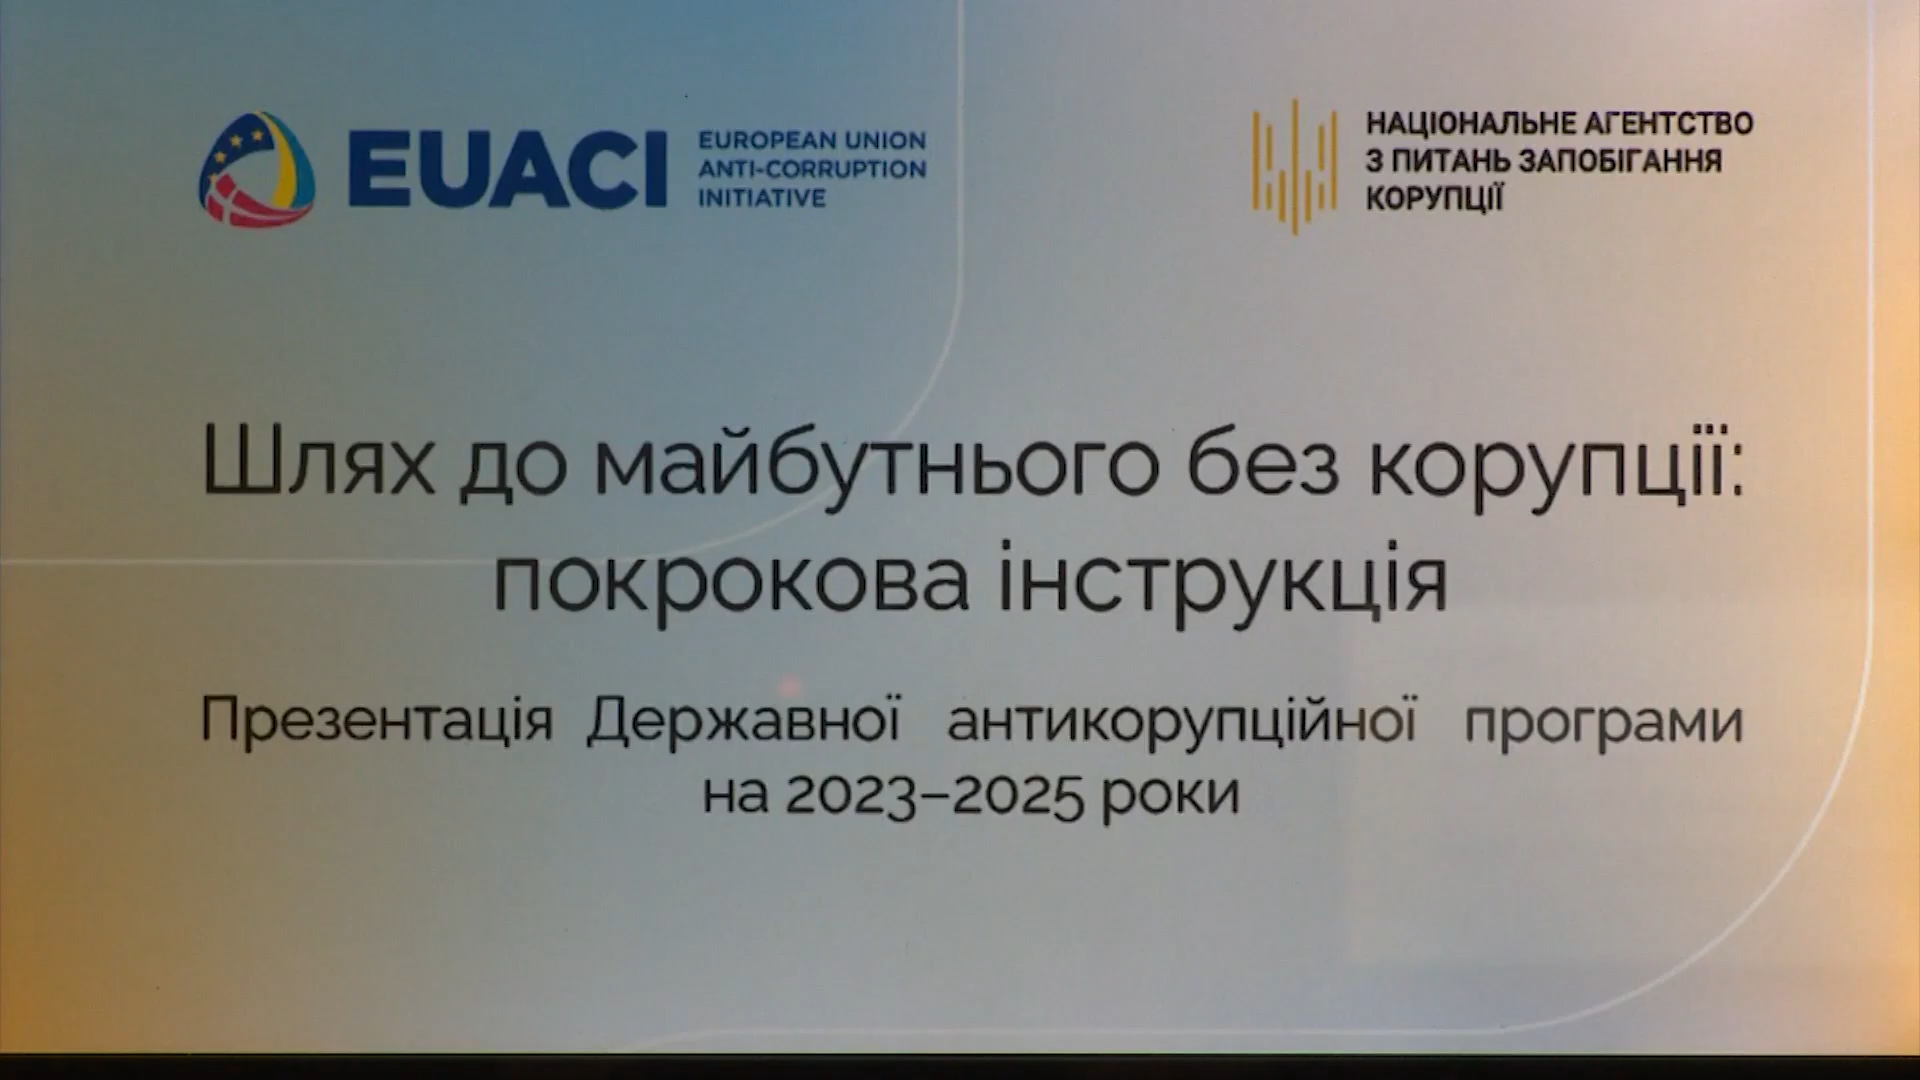 EUACI
EUROPEAN UNION
ANTI-CORRUPTION
INITIATIVE
НАЦІОНАЛЬНЕ АГЕНТСТВО
З ПИТАНЬ ЗАПОБІГАННЯ
КОРУПЦІЇ
Шлях до майбутнього без корупції:
покрокова інструкція
Презентація Державної антикорупційної програми
на 2023–2025 роки